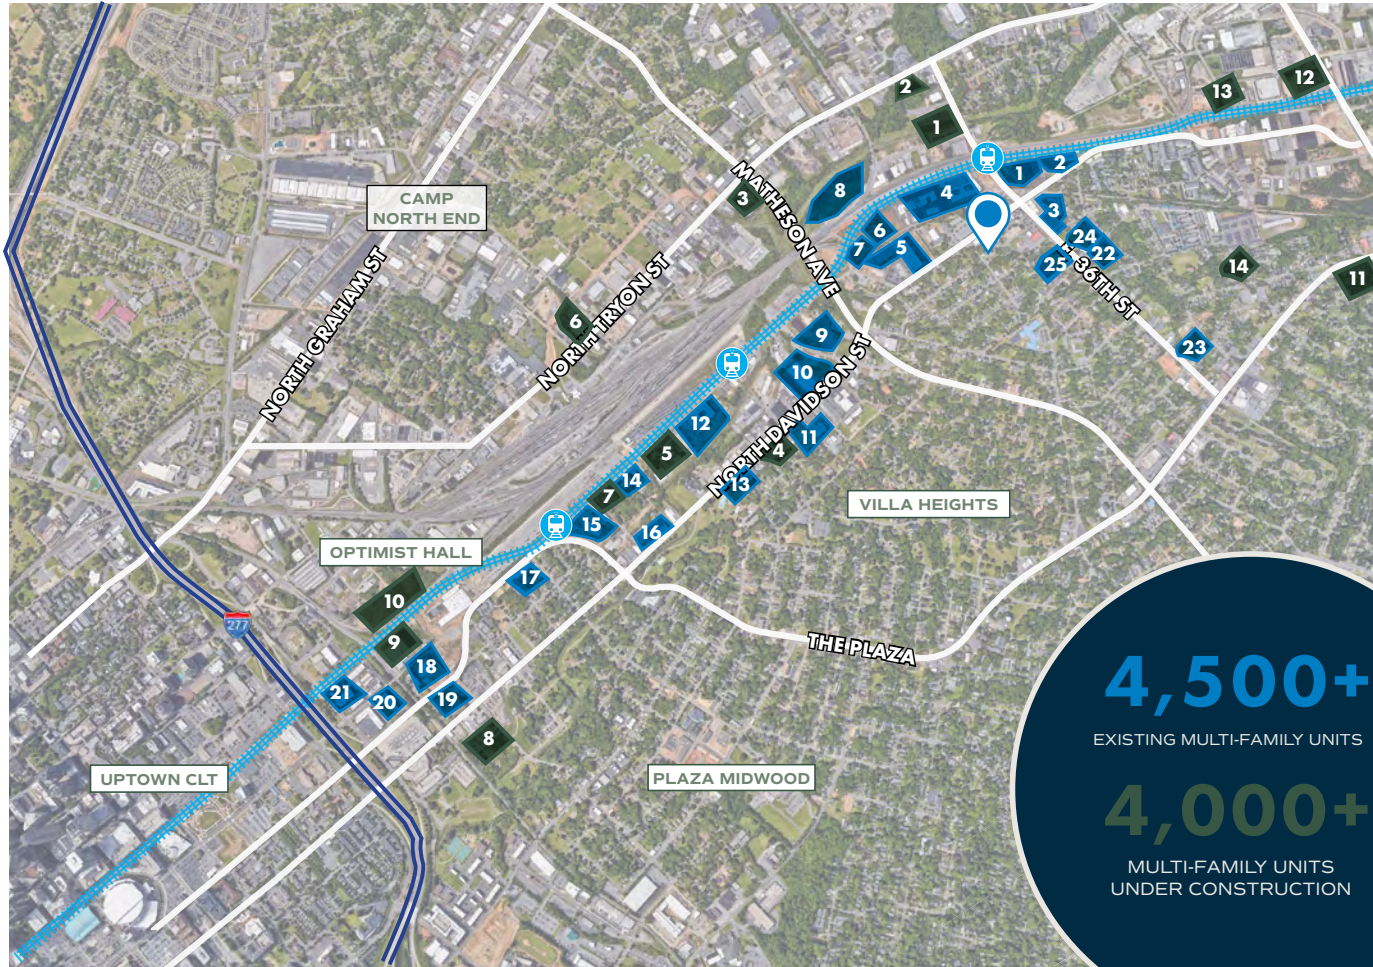 12
13
2
1
2
1
CAMP
NORTH END
3
8
4
3
MATHESON AVE
6
7
5
24
22
25
E 36TH ST
14
11
NORTH GRAHAM ST
NORTH TRYON ST
6
9
23
10
NORTH DAVIDSON ST
12
11
5
4
14
13
7
15
16
VILLA HEIGHTS
OPTIMIST HALL
17
10
277
9
THE PLAZA
18
21
20
19
8
UPTOWN CLT
PLAZA MIDWOOD
4,500+
EXISTING MULTI-FAMILY UNITS
4,000+
MULTI-FAMILY UNITS
UNDER CONSTRUCTION